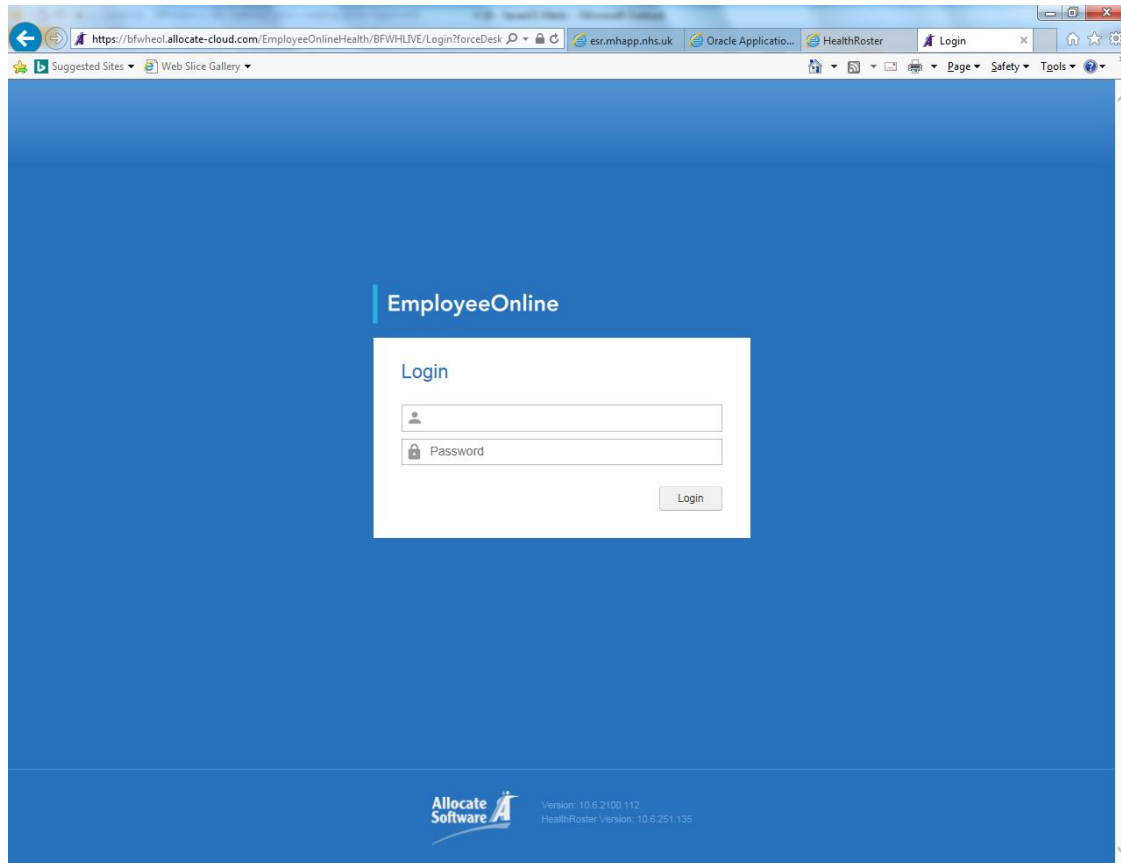 https://bfwheol.allocate-cloud.com/EmployeeOnlineHealth/BFWHLIVE/Login?forceDesk
esr.mhapp.nhs.uk
Oracle Applicatio...
HealthRoster
Login
Suggested Sites
Web Slice Gallery
Page
Safety
Tools
EmployeeOnline
Login
Password
Login
Allocate
Software
Version: 10.6.2100.112
HealthRoster Version: 10.6.251.135